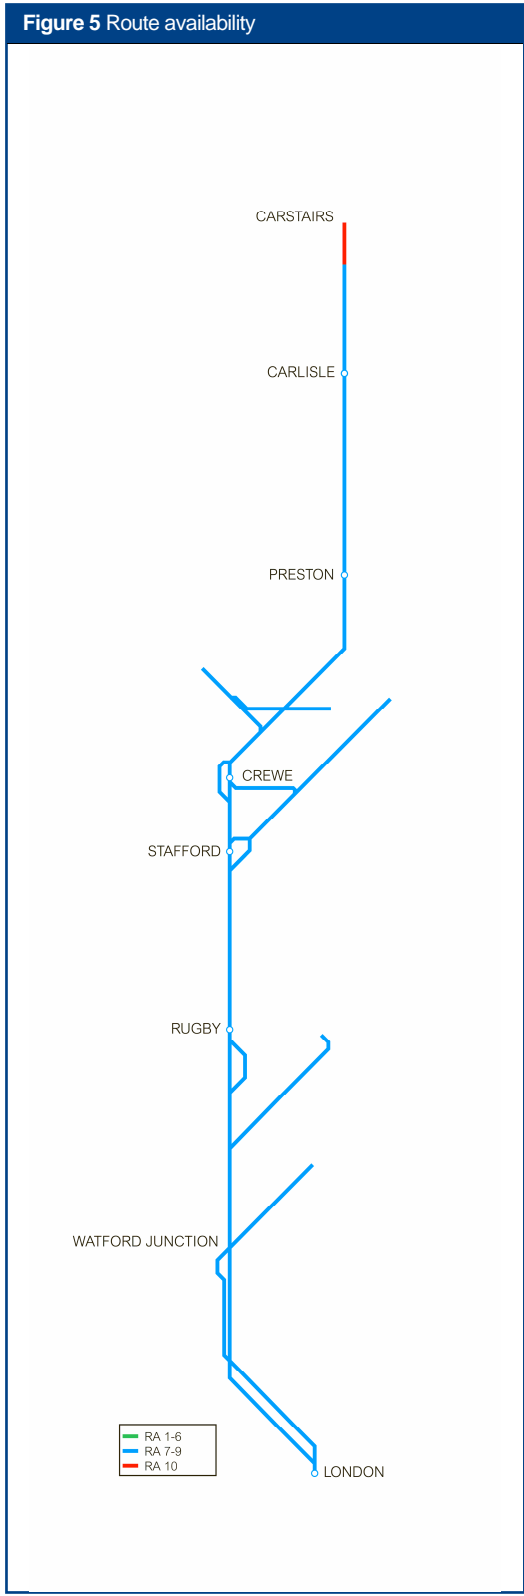 Figure 5 Route availability
CARSTAIRS
CARLISLE
PRESTON
CREWE
STAFFORD
RUGBY
WATFORD JUNCTION
RA 1-6
RA 7-9
RA 10
LONDON